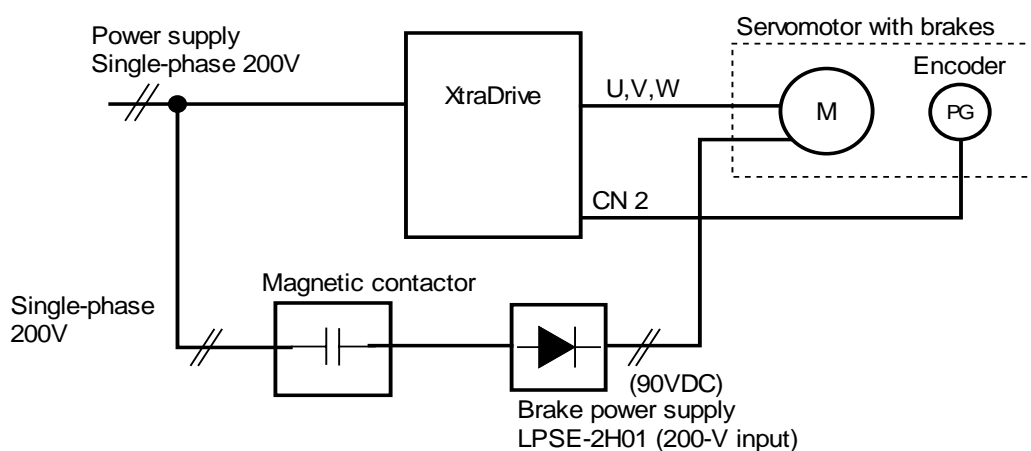 Power supply
Single-phase 200V
XtraDrive
U,V,W
Servomotor with brakes
Encoder
M
PG
CN 2
Magnetic contactor
Single-phase
200V
(90VDC)
Brake power supply
LPSE-2H01 (200-V input)